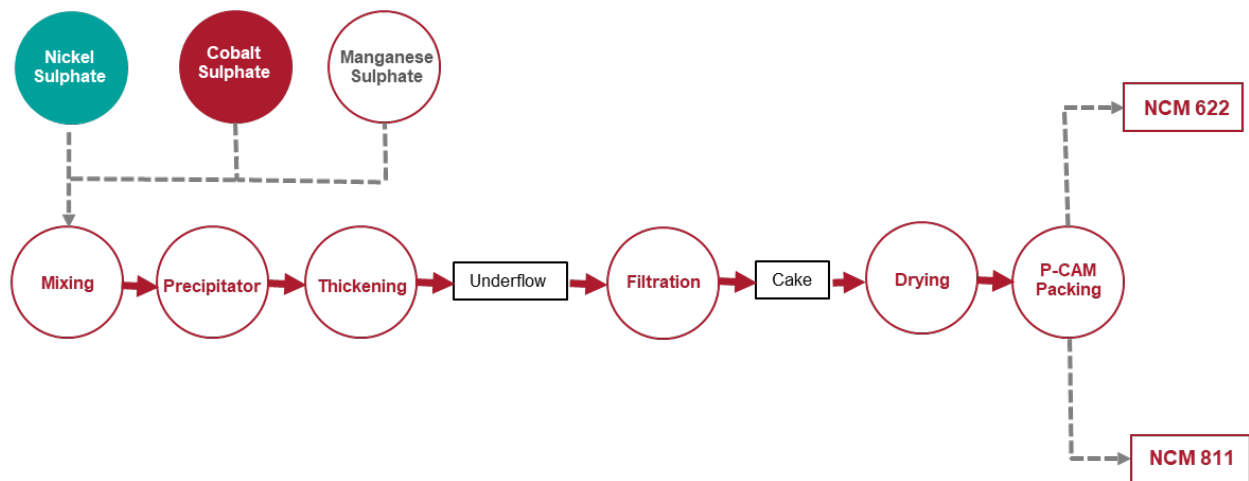 Nickel
Sulphate
Cobalt
Sulphate
Manganese
Sulphate
NCM 622
Mixing
Precipitator
Thickening
Underflow
Filtration
Cake
Drying
P-CAM
Packing
NCM 811